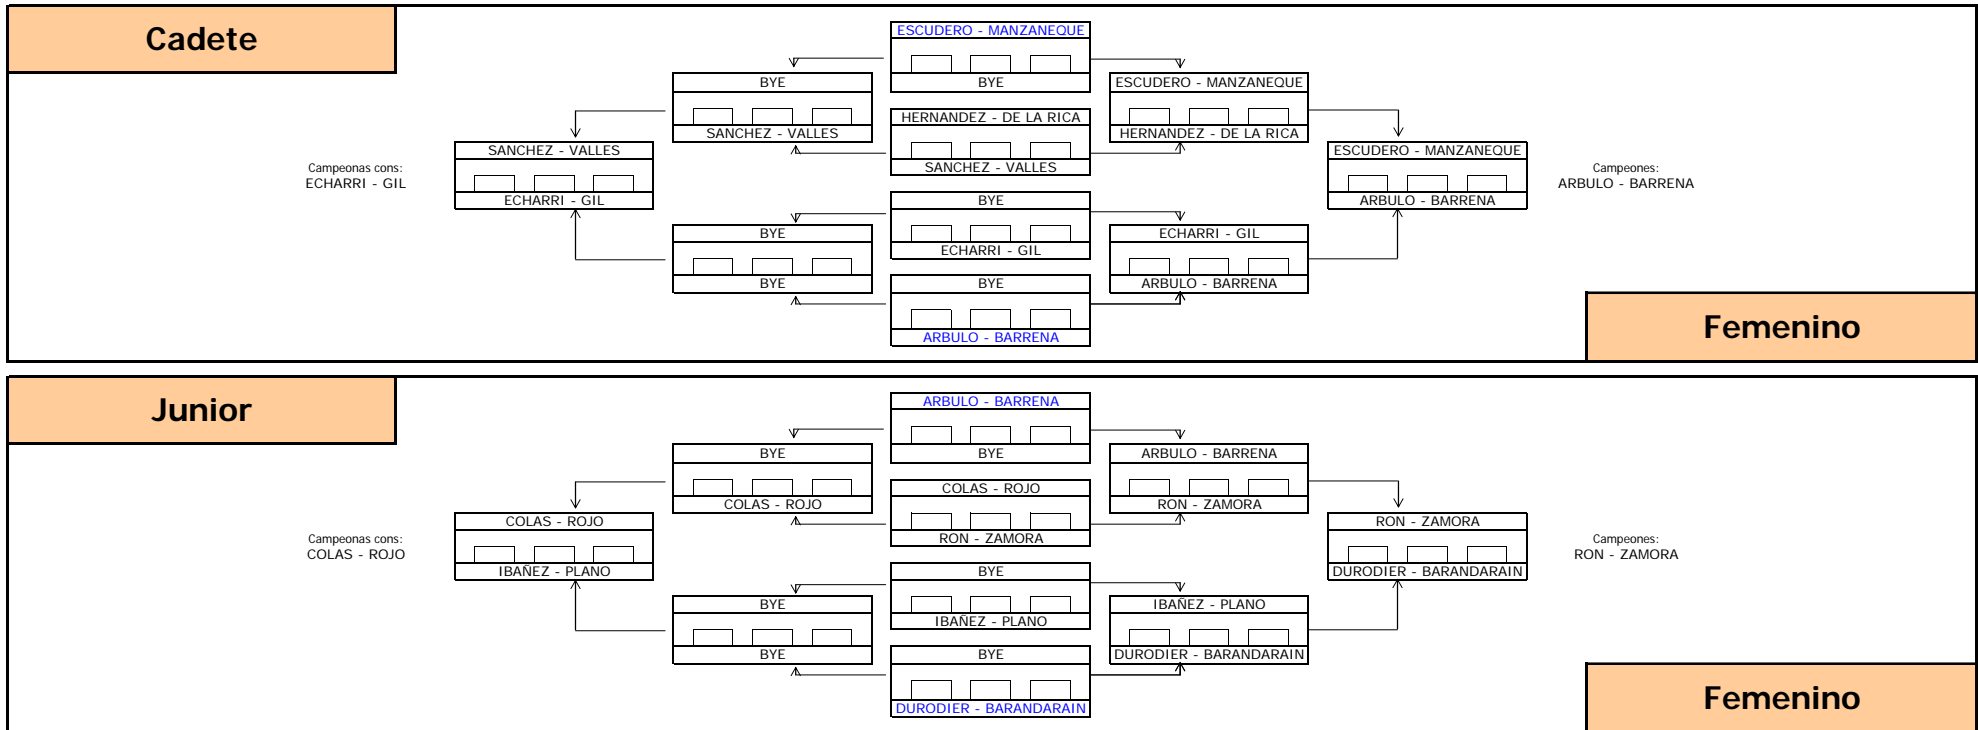 Cadete
ESCUDERO - MANZANEQUE
BYE
BYE
ESCUDERO - MANZANEQUE
HERNANDEZ - DE LA RICA
SANCHEZ - VALLES
HERNANDEZ - DE LA RICA
SANCHEZ - VALLES
ESCUDERO - MANZANEQUE
SANCHEZ - VALLES
Campeonas cons:
ECHARRI - GIL
Campeones:
ARBULO - BARRENA
ECHARRI - GIL
BYE
ARBULO - BARRENA
BYE
ECHARRI - GIL
ECHARRI - GIL
BYE
BYE
ARBULO - BARRENA
ARBULO - BARRENA
Femenino
Junior
ARBULO - BARRENA
BYE
BYE
ARBULO - BARRENA
COLAS - ROJO
COLAS - ROJO
RON - ZAMORA
COLAS - ROJO
RON - ZAMORA
RON - ZAMORA
Campeonas cons:
COLAS - ROJO
Campeones:
RON - ZAMORA
IBAÑEZ - PLANO
BYE
DURODIER - BARANDARAIN
BYE
IBAÑEZ - PLANO
IBAÑEZ - PLANO
BYE
BYE
DURODIER - BARANDARAIN
DURODIER - BARANDARAIN
Femenino